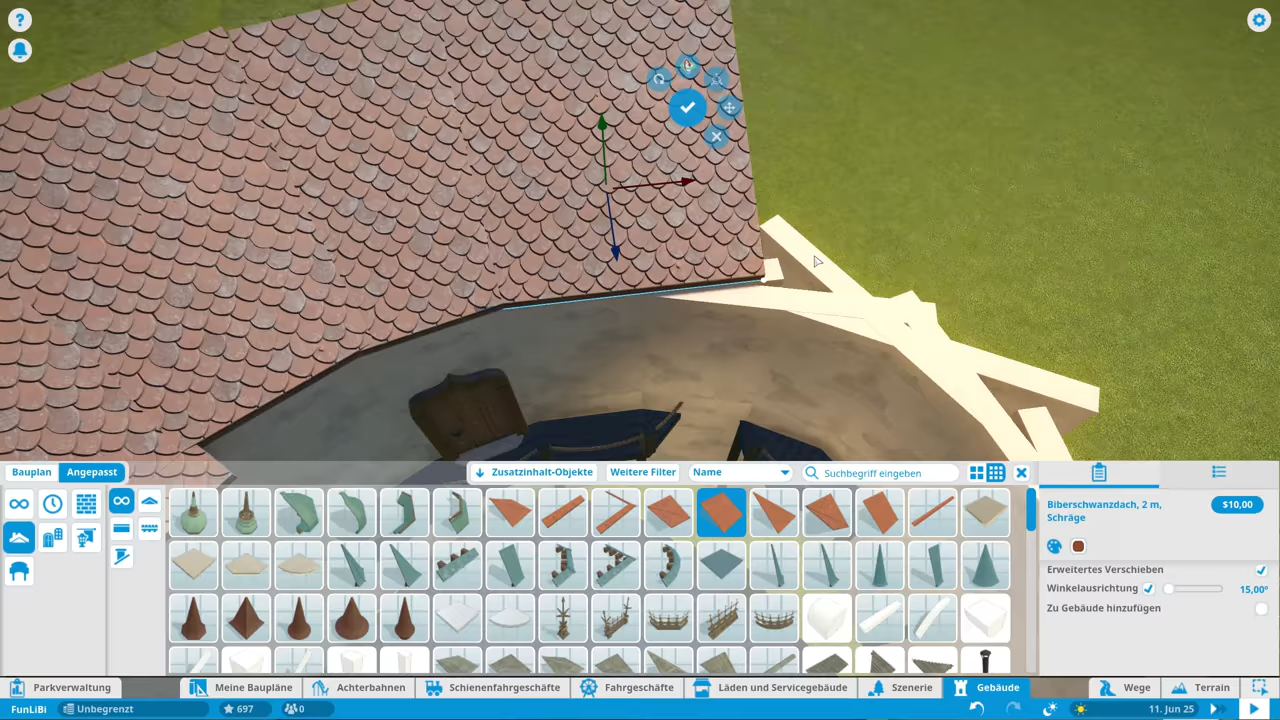 ?
Bauplan
Angepasst
Zusatzinhalt-Objekte
Weitere Filter
Name
Suchbegriff eingeben
Biberschwanzdach, 2 m,
Schräge
$10,00
Erweitertes Verschieben
Winkelausrichtung
15,00°
Zu Gebäude hinzufügen
Parkverwaltung
Meine Baupläne
Achterbahnen
Schienenfahrgeschäfte
Fahrgeschäfte
Läden und Servicegebäude
Szenerie
Gebäude
Wege
Terrain
FunLiBi
Unbegrenzt
697
0
11. Jun 25